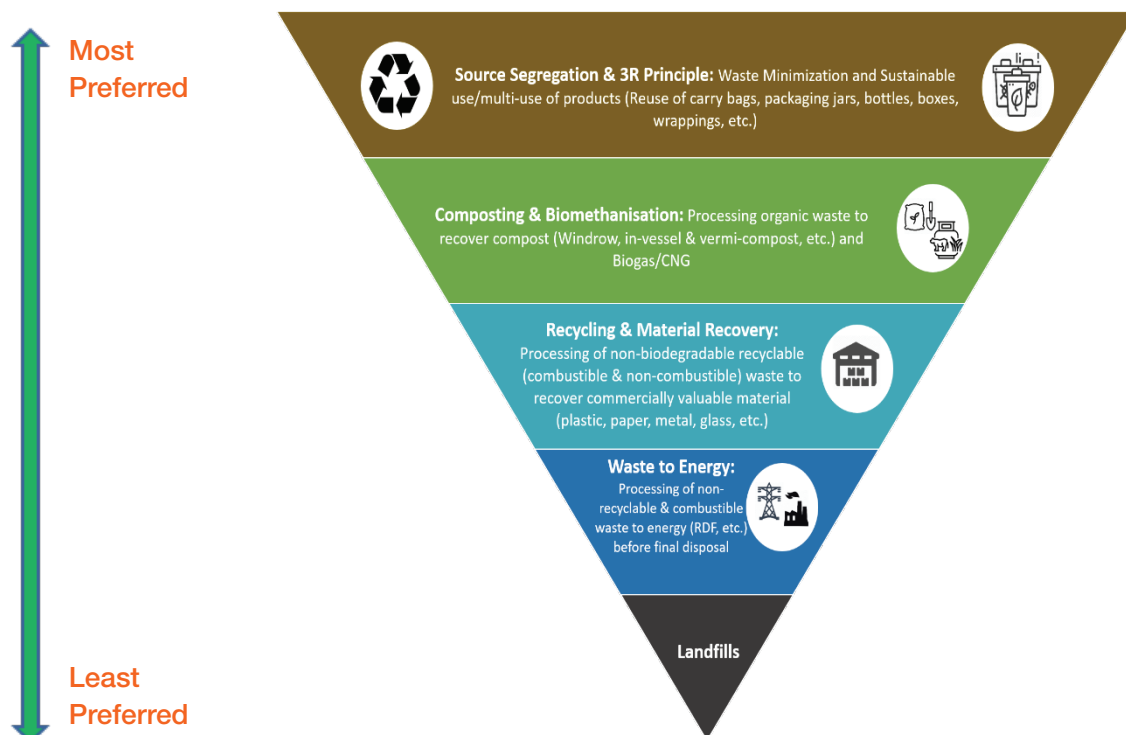 Most
Preferred
Source Segregation & 3R Principle: Waste Minimization and Sustainable
use/multi-use of products (Reuse of carry bags, packaging jars, bottles, boxes,
wrappings, etc.)
Composting & Biomethanisation: Processing organic waste to
recover compost (Windrow, in-vessel & vermi-compost, etc.) and
Biogas/CNG
Recycling & Material Recovery:
Processing of non-biodegradable recyclable
(combustible & non-combustible) waste to
recover commercially valuable material
(plastic, paper, metal, glass, etc.)
Waste to Energy:
Processing of non-
recyclable & combustible
waste to energy (RDF, etc.)
before final disposal
Landfills
Least
Preferred